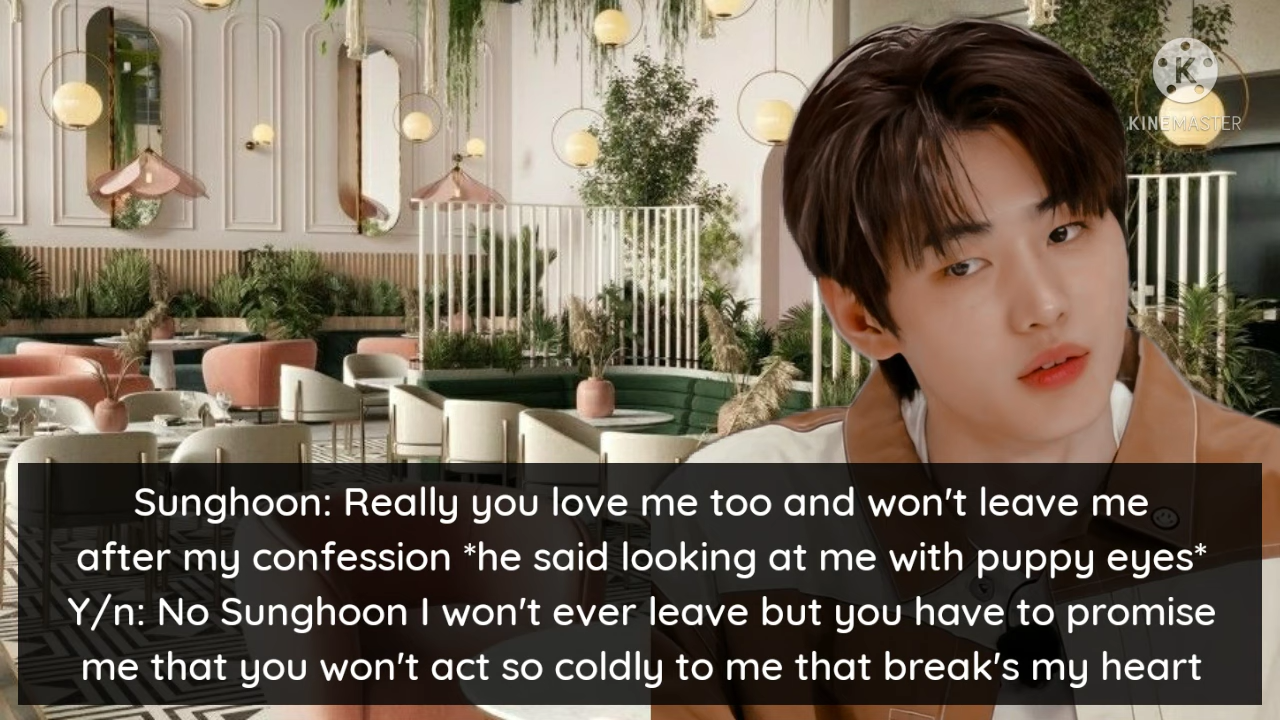 K
KINEMASTER
Sunghoon: Really you love me too and won't leave me
after my confession *he said looking at me with puppy eyes*
Y/n: No Sunghoon I won't ever leave but you have to promise
me that you won't act so coldly to me that break's my heart